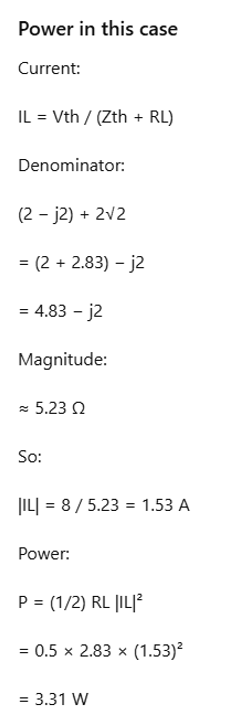 Power in this case
Current:
IL = Vth / (Zth + RL)
Denominator:
(2 − j2) + 2√2
= (2 + 2.83) − j2
= 4.83 − j2
Magnitude:
≈ 5.23 Ω
So:
|IL| = 8 / 5.23 = 1.53 A
Power:
P = (1/2) RL |IL|²
= 0.5 × 2.83 × (1.53)²
= 3.31 W